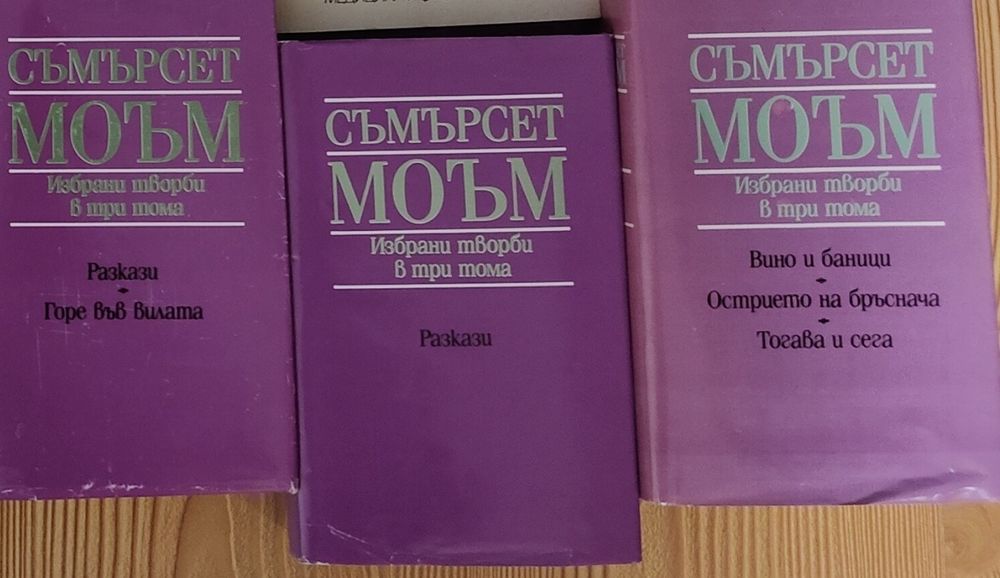 СЪМЪРСЕТ
МОЪМ
Избрани творби
в три тома
Разкази
Горе във вилата
СЪМЪРСЕТ
МОЪМ
Избрани творби
в три тома
Разкази
СЪМЪРСЕТ
МОЪМ
Избрани творби
в три тома
Вино и баници
Острието на бръснача
Тогава и сега